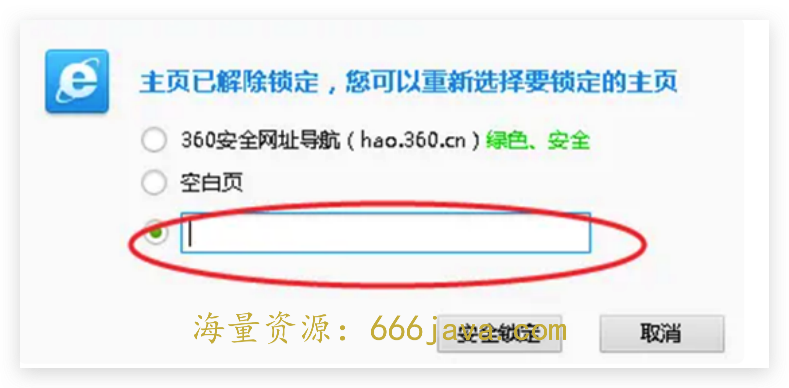 主页已解除锁定，您可以重新选择要锁定的主页
360安全网址导航（hao.360.cn）绿色、安全
空白页
海量资源：666java.com
安全锁定 取消